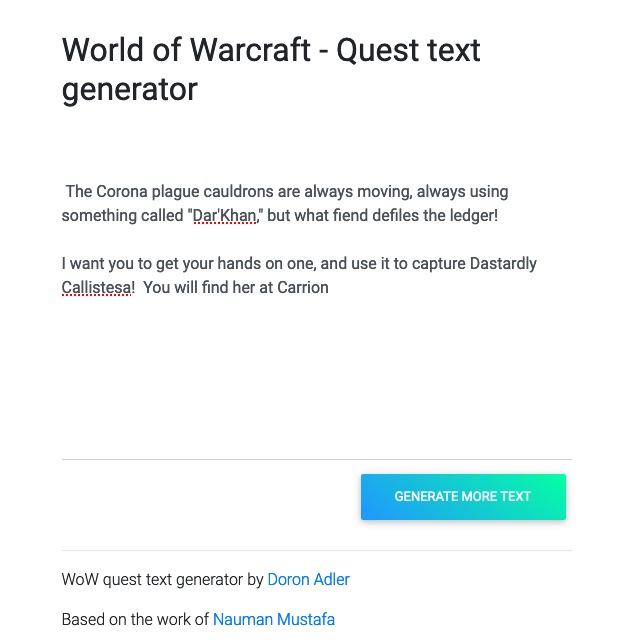 World of Warcraft - Quest text
generator
The Corona plague cauldrons are always moving, always using
something called "Dar'Khan," but what fiend defiles the ledger!
I want you to get your hands on one, and use it to capture Dastardly
Callistesa!  You will find her at Carrion
GENERATE MORE TEXT
WoW quest text generator by Doron Adler
Based on the work of Nauman Mustafa